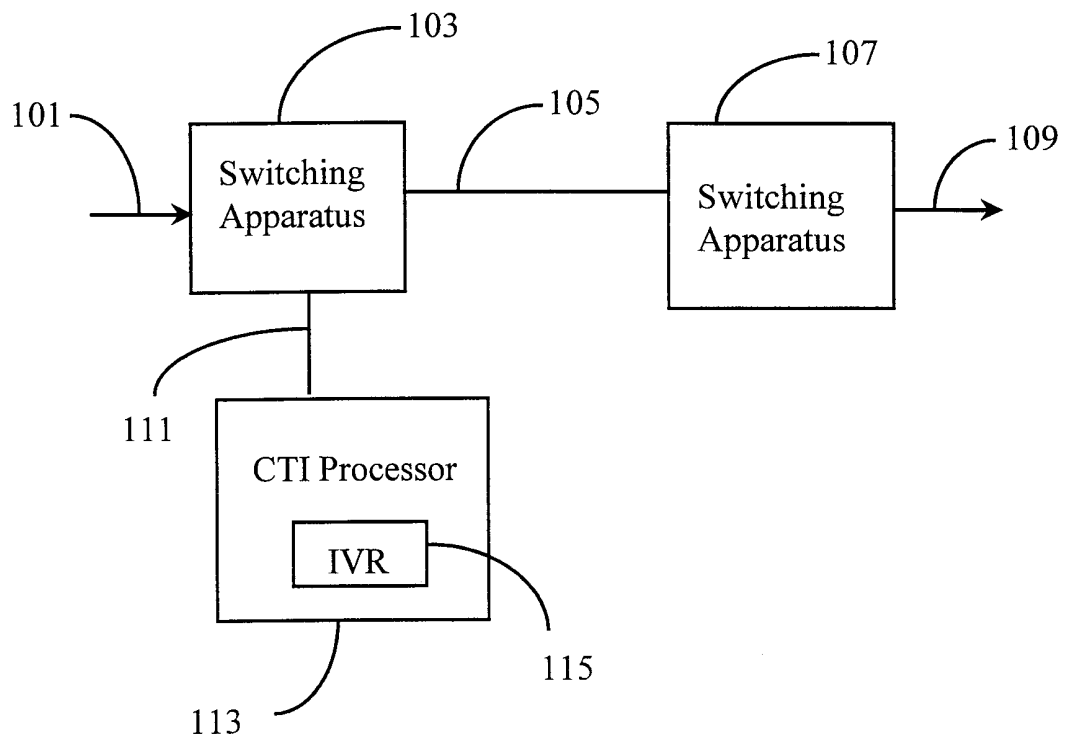 103
107
101
105
109
Switching
Apparatus
Switching
Apparatus
111
CTI Processor
IVR
115
113